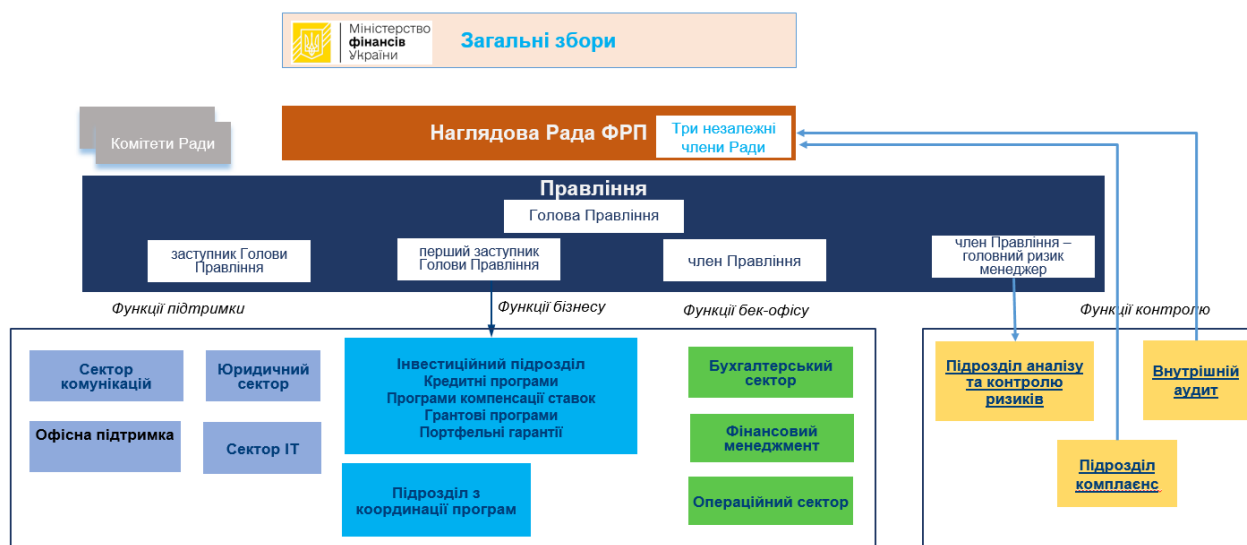 Міністерство
фінансів
України
Загальні збори
Комітети Ради
Наглядова Рада ФРП
Три незалежні
члени Ради
Правління
Голова Правління
заступник Голови
Правління
перший заступник
Голови Правління
член Правління
член Правління –
головний ризик
менеджер
Функції підтримки
Функції бізнесу
Функції бек-офісу
Функції контролю
Сектор
комунікацій
Юридичний
сектор
Офісна підтримка
Сектор ІТ
Інвестиційний підрозділ
Кредитні програми
Програми компенсації ставок
Грантові програми
Портфельні гарантії
Підрозділ з
координації програм
Бухгалтерський
сектор
Фінансовий
менеджмент
Операційний сектор
Підрозділ аналізу
та контролю
ризиків
Внутрішній
аудит
Підрозділ
комплаєнс